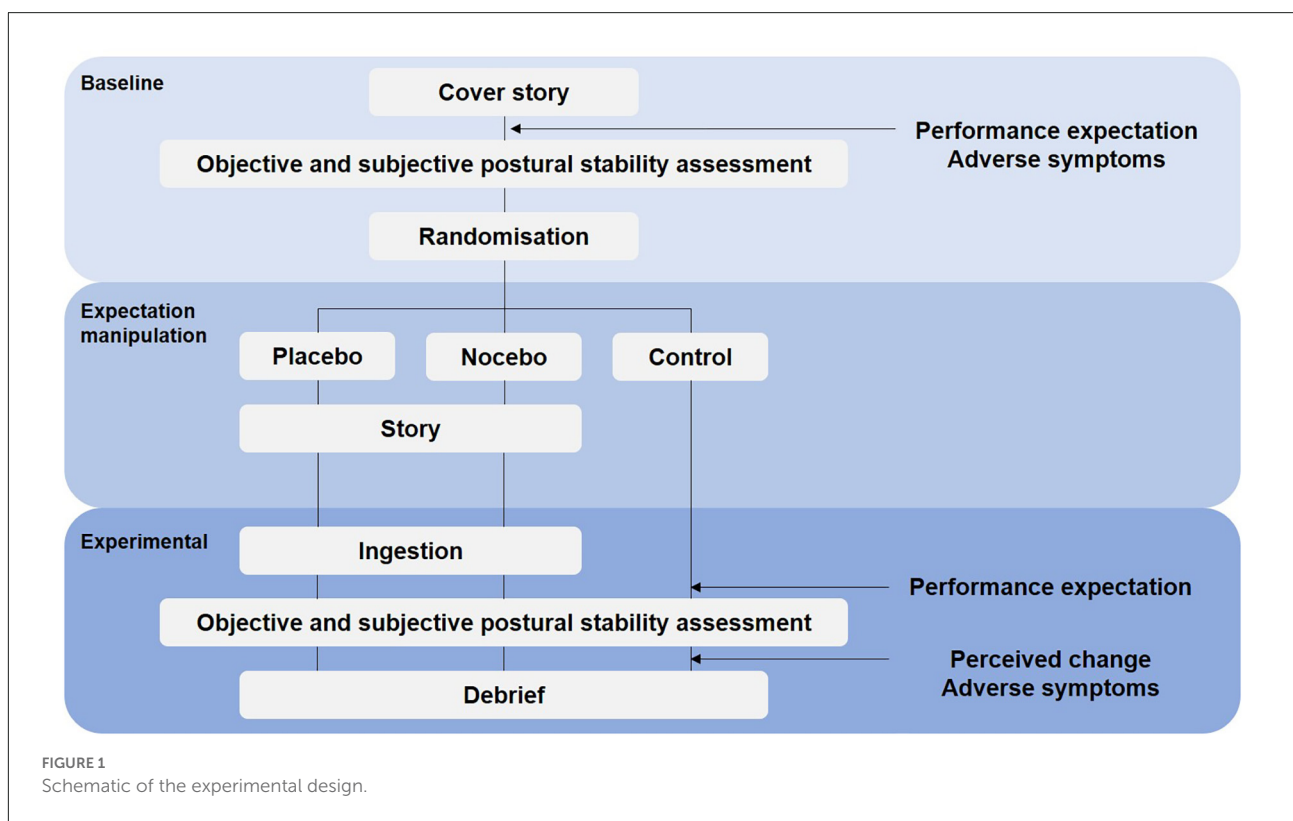 Baseline
Cover story
Performance expectation
Adverse symptoms
Objective and subjective postural stability assessment
Randomisation
Expectation
manipulation
Placebo
Nocebo
Control
Story
Experimental
Ingestion
Performance expectation
Objective and subjective postural stability assessment
Perceived change
Adverse symptoms
Debrief
FIGURE 1
Schematic of the experimental design.